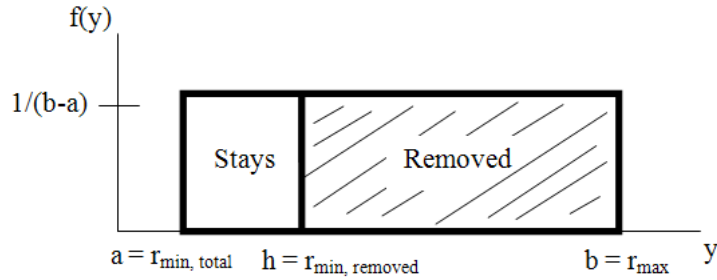 f(y)
1/(b-a)
Stays
Removed
y
a = r_min, total
h = r_min, removed
b = r_max